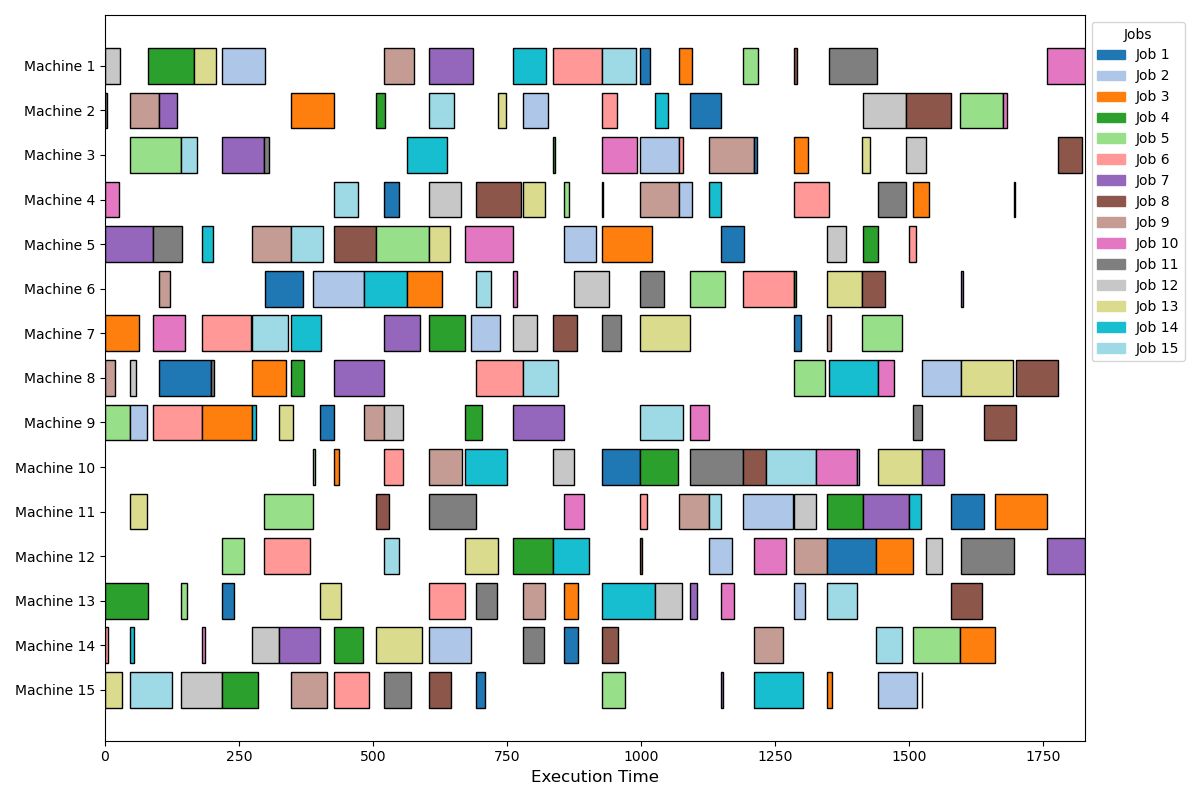 Jobs
Job 1
Job 2
Job 3
Job 4
Job 5
Job 6
Job 7
Job 8
Job 9
Job 10
Job 11
Job 12
Job 13
Job 14
Job 15
Machine 1
Machine 2
Machine 3
Machine 4
Machine 5
Machine 6
Machine 7
Machine 8
Machine 9
Machine 10
Machine 11
Machine 12
Machine 13
Machine 14
Machine 15
0 250 500 750 1000 1250 1500 1750
Execution Time